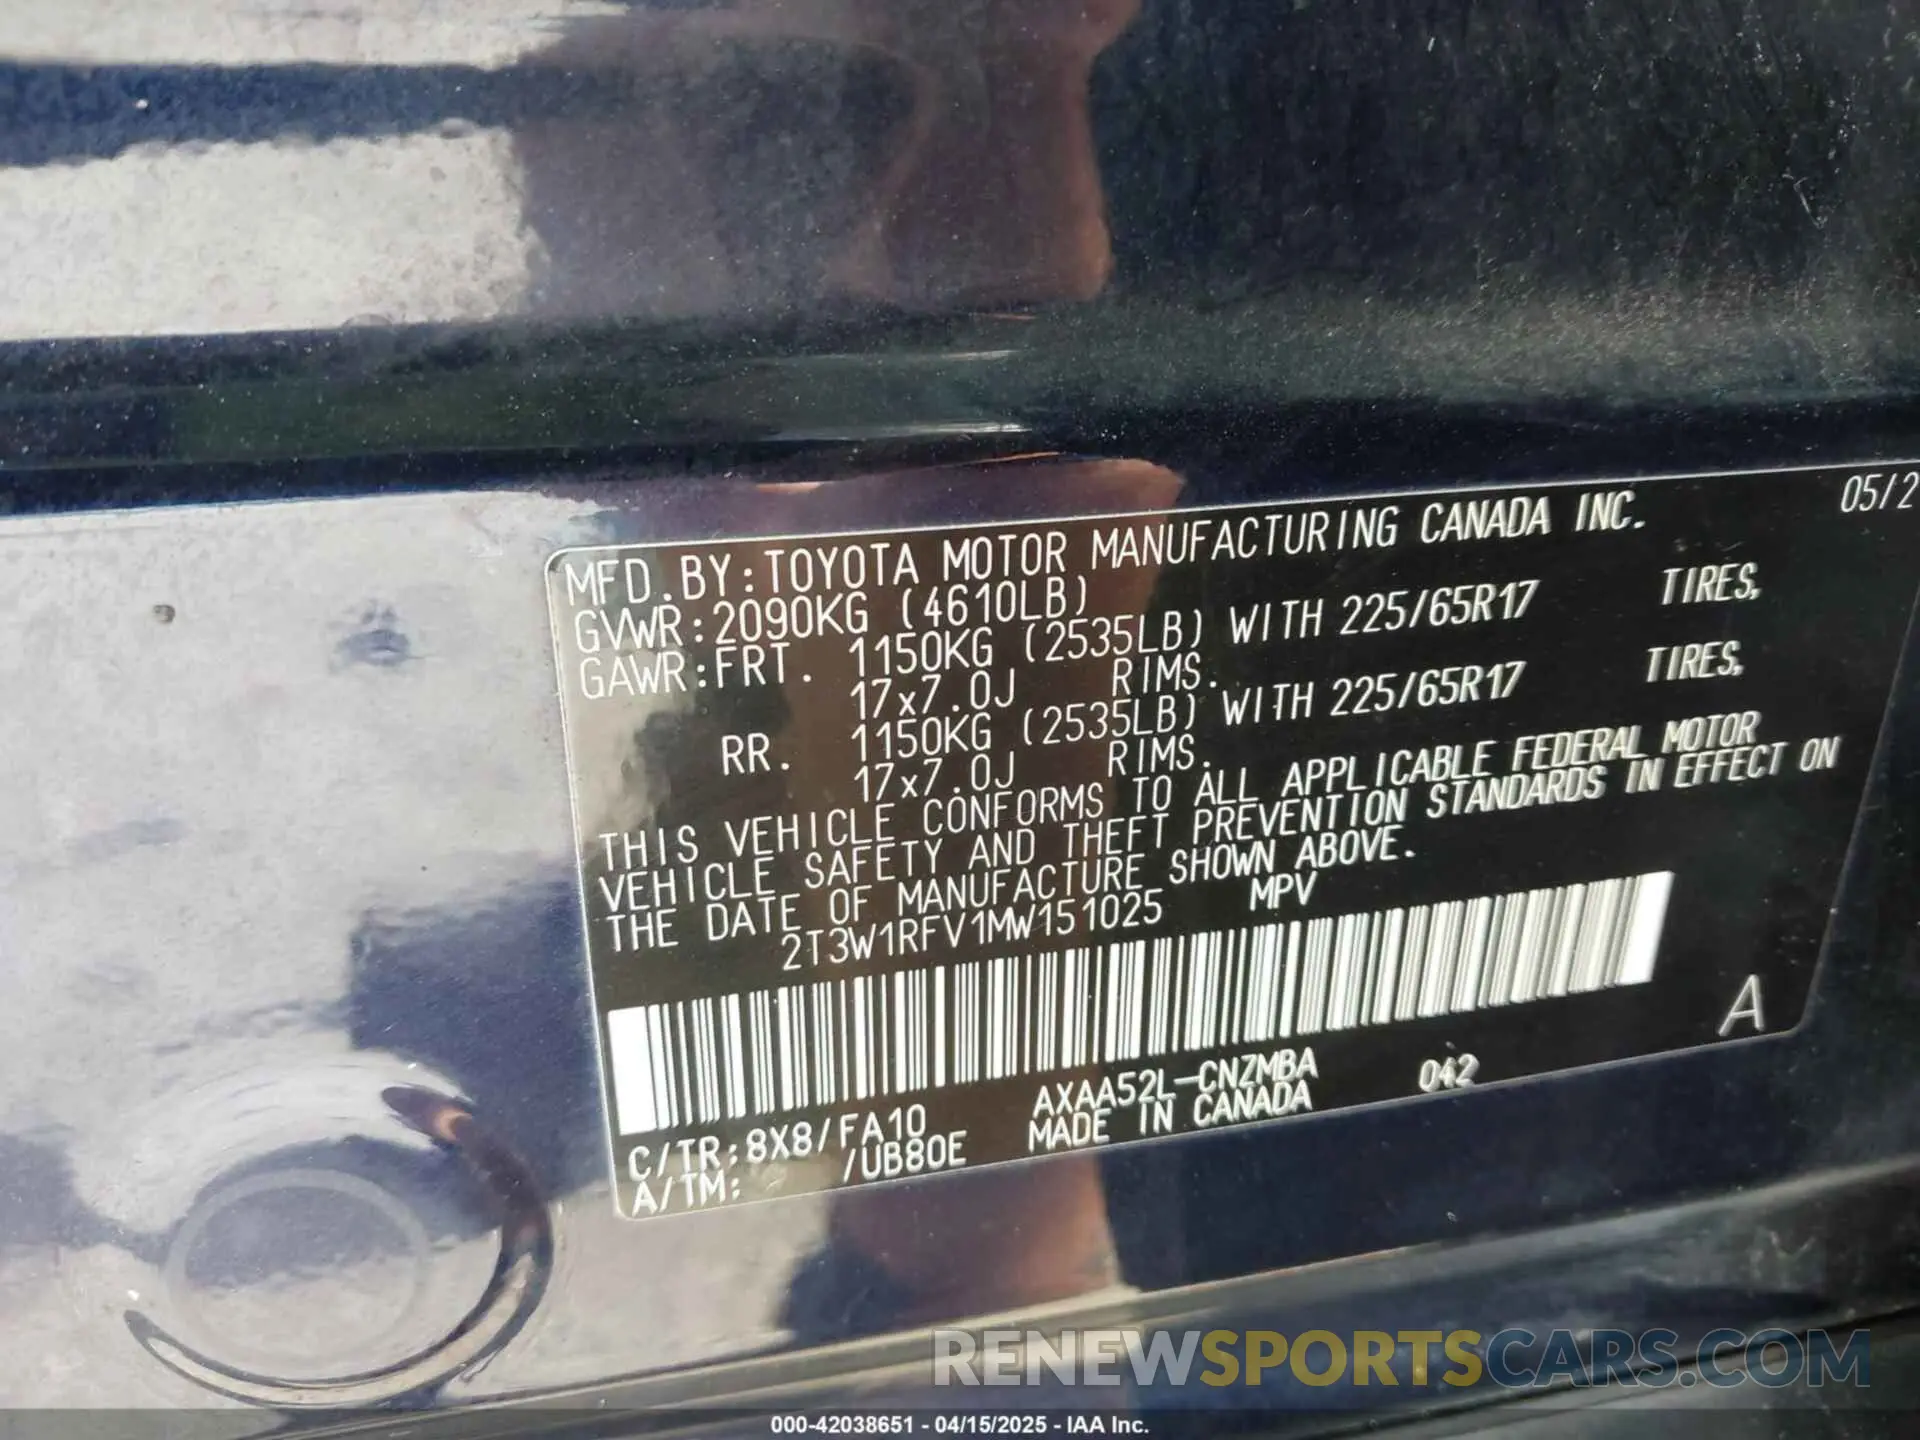 05/2
MFD.BY:TOYOTA MOTOR MANUFACTURING CANADA INC.
GVWR:2090KG (4610LB)
GAWR:FRT. 1150KG (2535LB) WITH 225/65R17 TIRES,
17x7.0J RIMS.
RR. 1150KG (2535LB) WITH 225/65R17 TIRES,
17x7.0J RIMS.
THIS VEHICLE CONFORMS TO ALL APPLICABLE FEDERAL MOTOR
VEHICLE SAFETY AND THEFT PREVENTION STANDARDS IN EFFECT ON
THE DATE OF MANUFACTURE SHOWN ABOVE.
2T3W1RFV1MW151025 MPV
A
C/TR:8X8/FA10 AXAA52L-CNZMBA 042
A/TM: /UB80E MADE IN CANADA
RENEWSPORTSCARS.COM
000-42038651 - 04/15/2025 - IAA Inc.